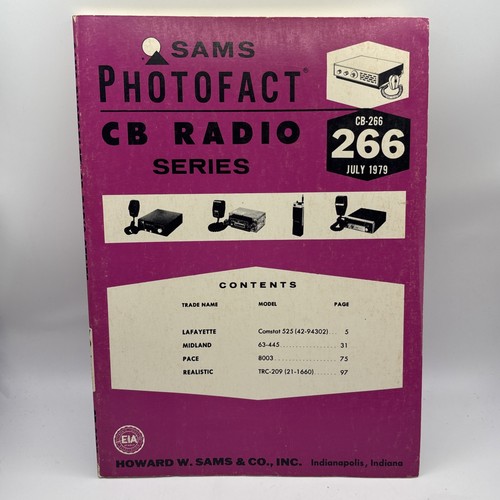 SAMS
PHOTOFACT®
CB RADIO
SERIES
CB-266
266
JULY 1979
CONTENTS
TRADE NAME MODEL PAGE
LAFAYETTE Comstat 525 (42-94302) .... 5
MIDLAND 63-445 .................... 31
PACE 8003 .................... 75
REALISTIC TRC-209 (21-1660) .......... 97
EIA
HOWARD W. SAMS & CO., INC. Indianapolis, Indiana